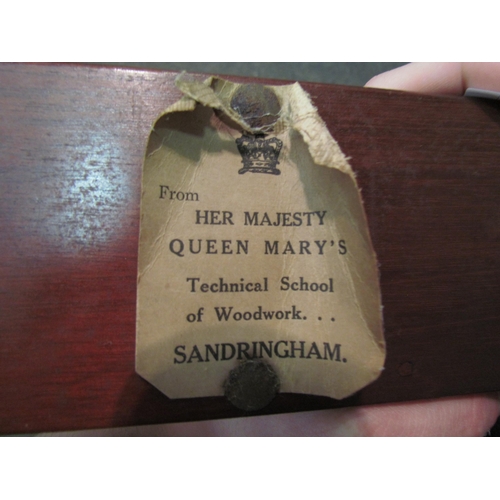 From
HER MAJESTY
QUEEN MARY'S
Technical School
of Woodwork. . .
SANDRINGHAM.